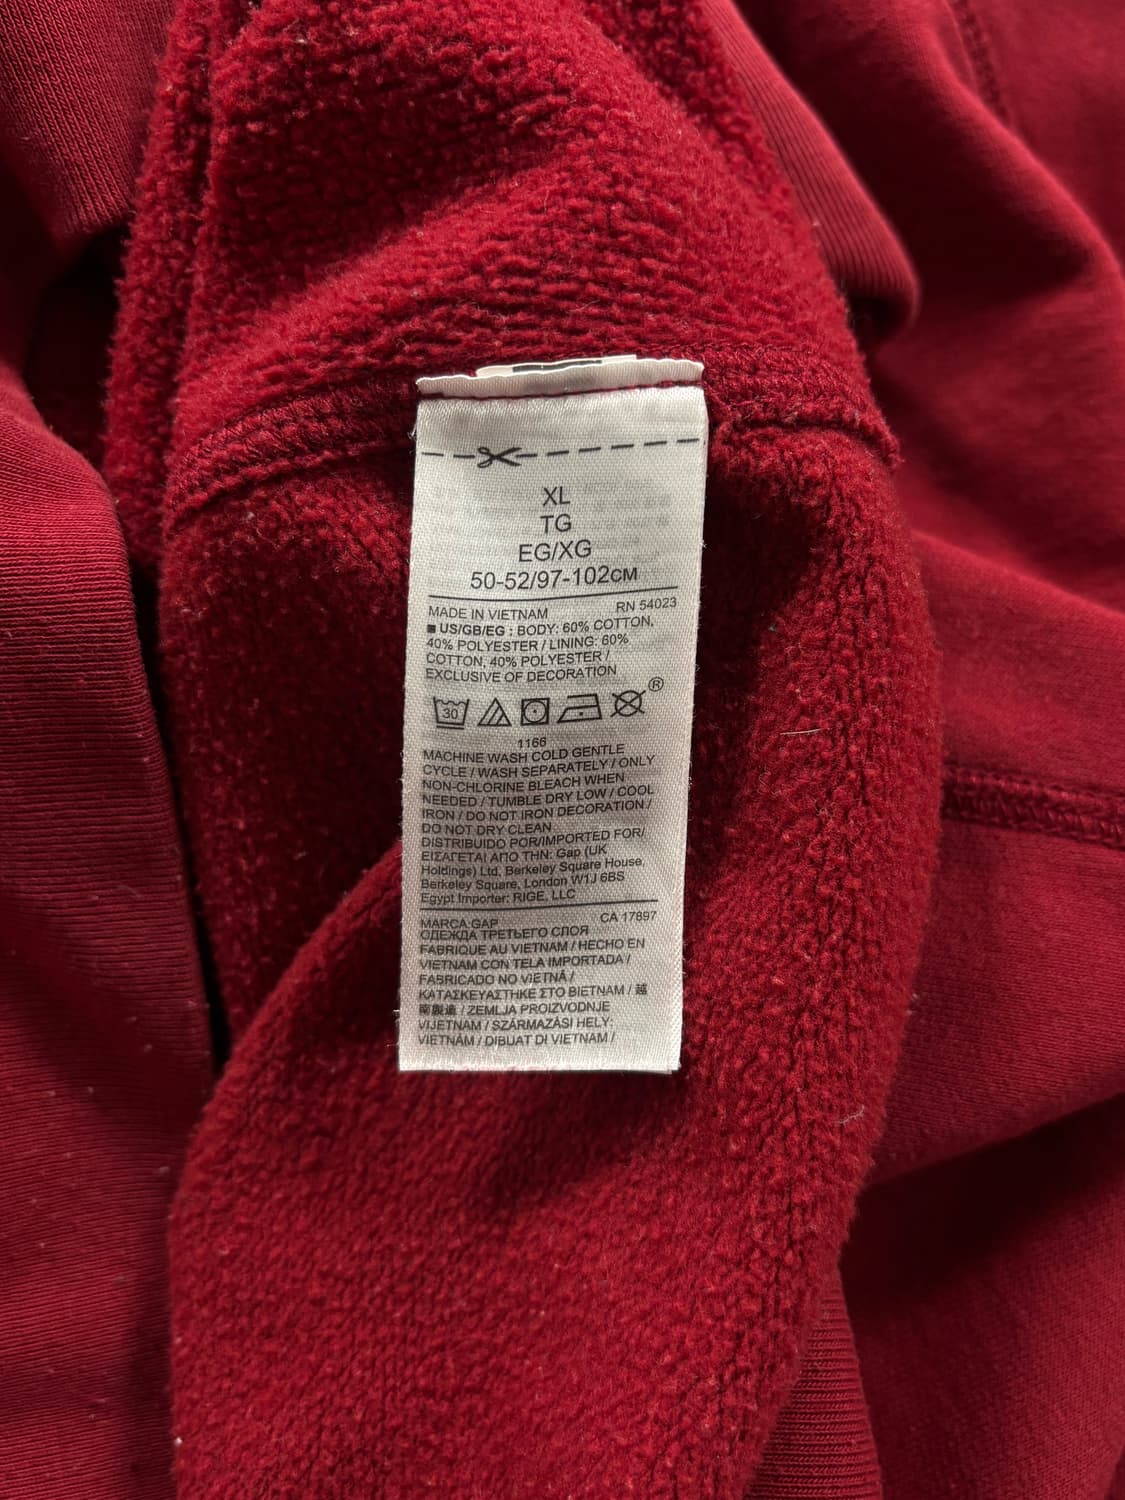 XL
TG
EG/XG
50-52/97-102CM
MADE IN VIETNAM RN 54023
■ US/GB/EG : BODY: 60% COTTON,
40% POLYESTER / LINING: 60%
COTTON, 40% POLYESTER /
EXCLUSIVE OF DECORATION
30 ®
1166
MACHINE WASH COLD GENTLE
CYCLE / WASH SEPARATELY / ONLY
NON-CHLORINE BLEACH WHEN
NEEDED / TUMBLE DRY LOW / COOL
IRON / DO NOT IRON DECORATION /
DO NOT DRY CLEAN
DISTRIBUIDO POR/IMPORTED FOR/
ΕΙΣΑΓΕΤΑΙ ΑΠΟ ΤΗΝ: Gap (UK
Holdings) Ltd, Berkeley Square House,
Berkeley Square, London W1J 6BS
Egypt Importer: RIGE, LLC
MARCA:GAP CA 17897
ОДЕЖДА ТРЕТЬЕГО СЛОЯ
FABRIQUE AU VIETNAM / HECHO EN
VIETNAM CON TELA IMPORTADA /
FABRICADO NO VIETNÃ /
ΚΑΤΑΣΚΕΥΑΣΤΗΚΕ ΣΤΟ ΒΙΕΤΝΑΜ / 越
南製造 / ZEMLJA PROIZVODNJE
VIJETNAM / SZÁRMAZÁSI HELY:
VIETNÁM / DIBUAT DI VIETNAM /